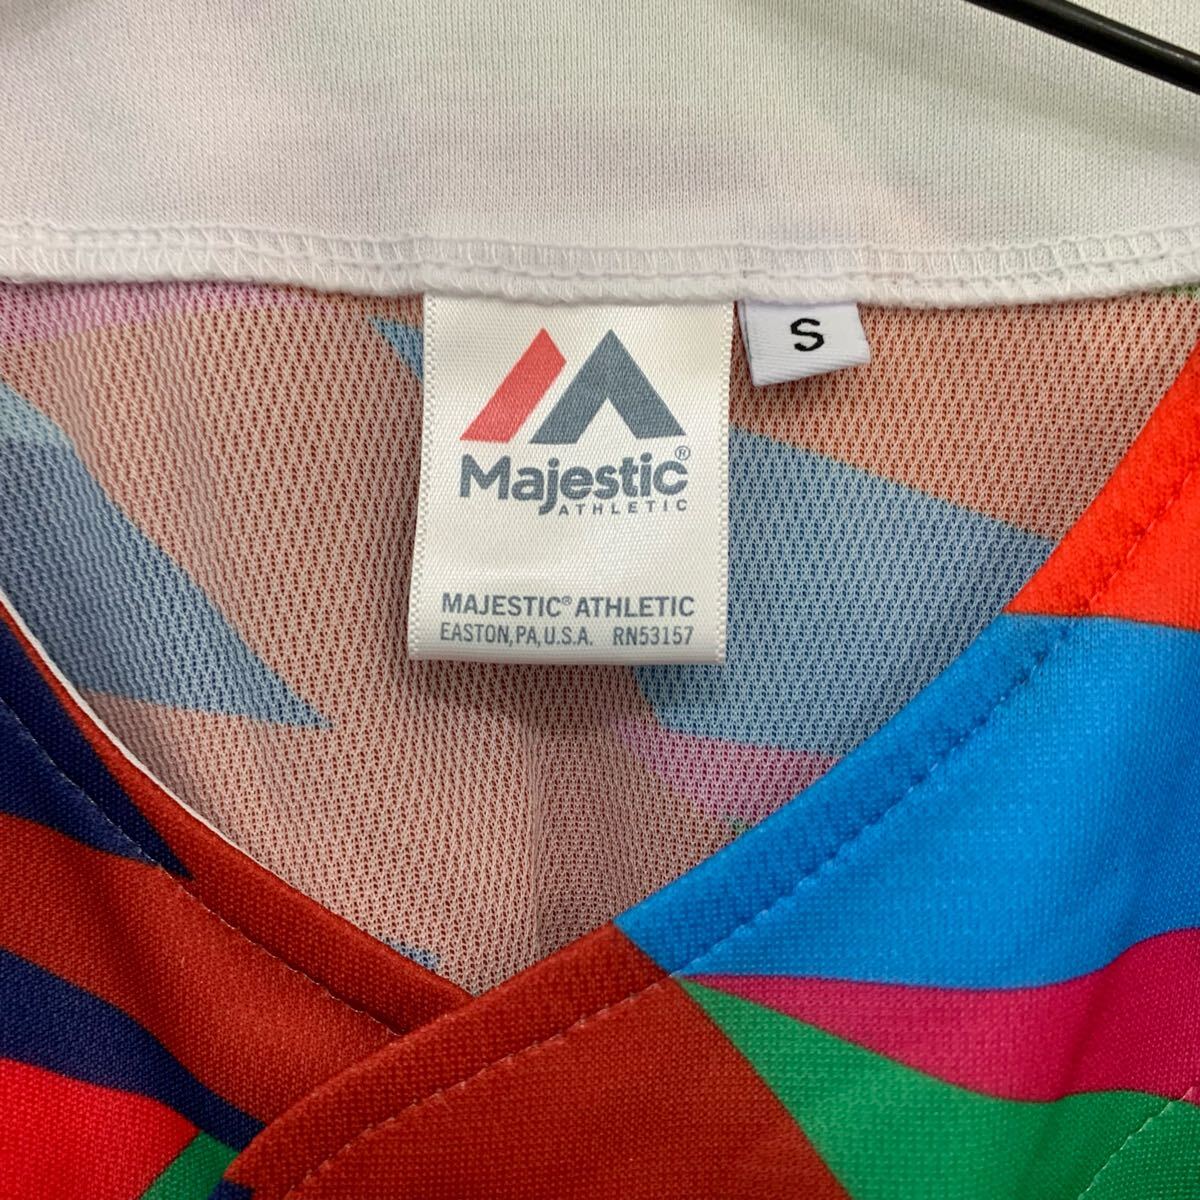 Majestic®
ATHLETIC
MAJESTIC® ATHLETIC
EASTON, PA, U.S.A. RN53157
S